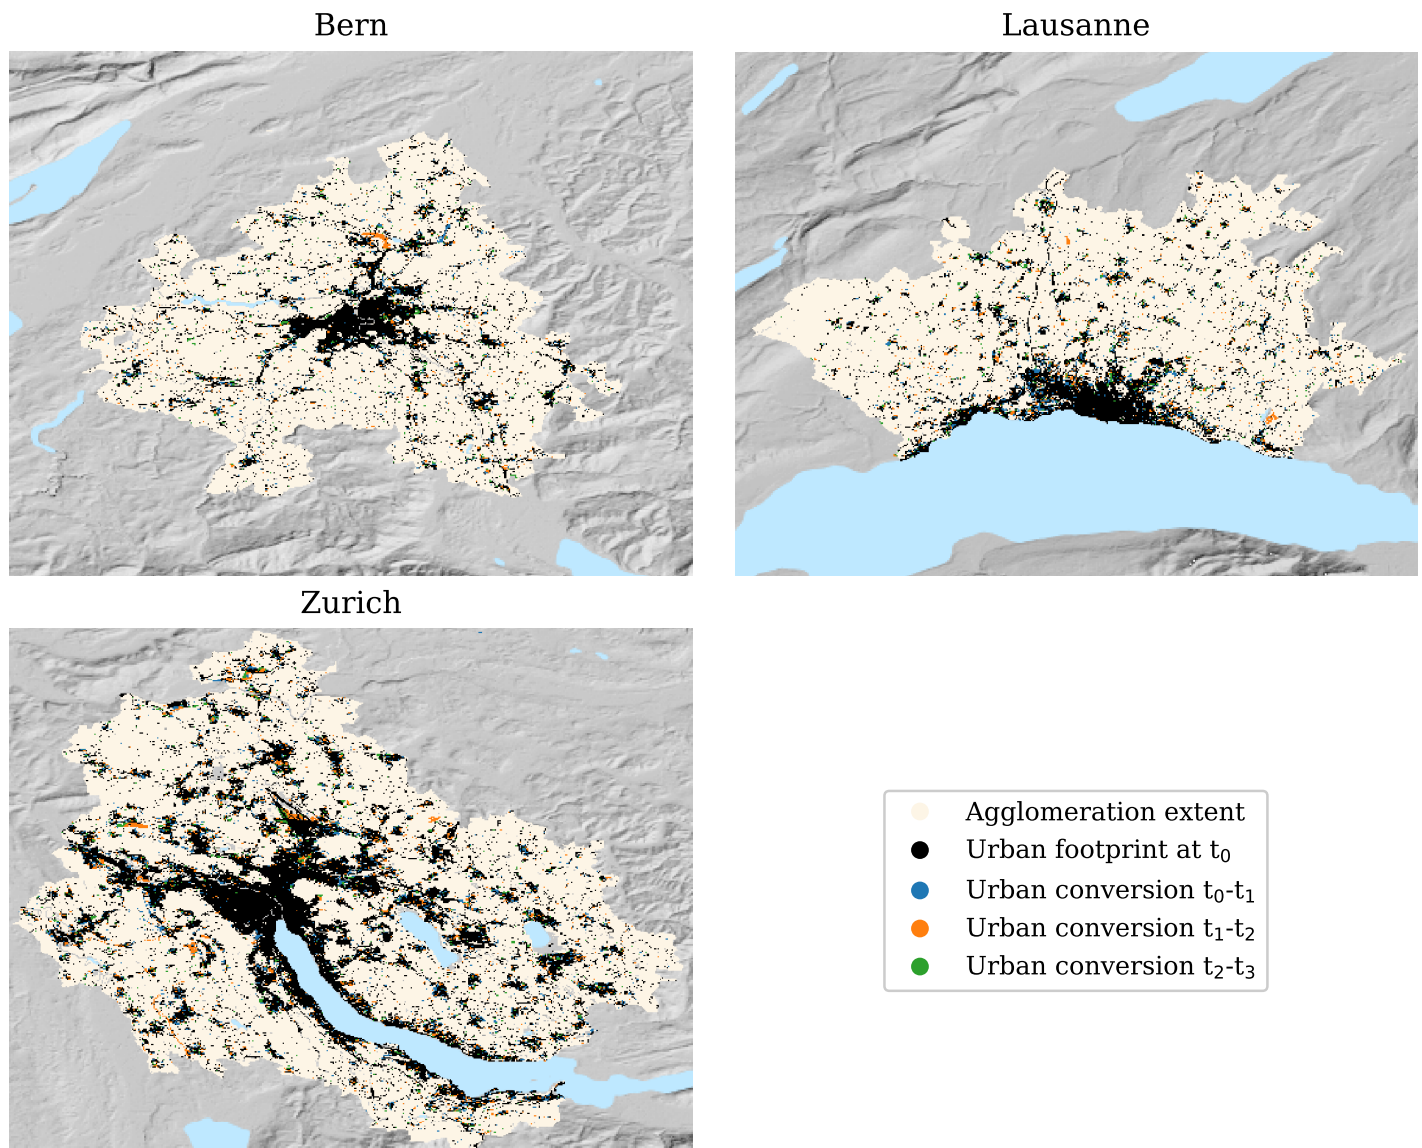 Bern
Lausanne
Zurich
Agglomeration extent
Urban footprint at t₀
Urban conversion t₀-t₁
Urban conversion t₁-t₂
Urban conversion t₂-t₃